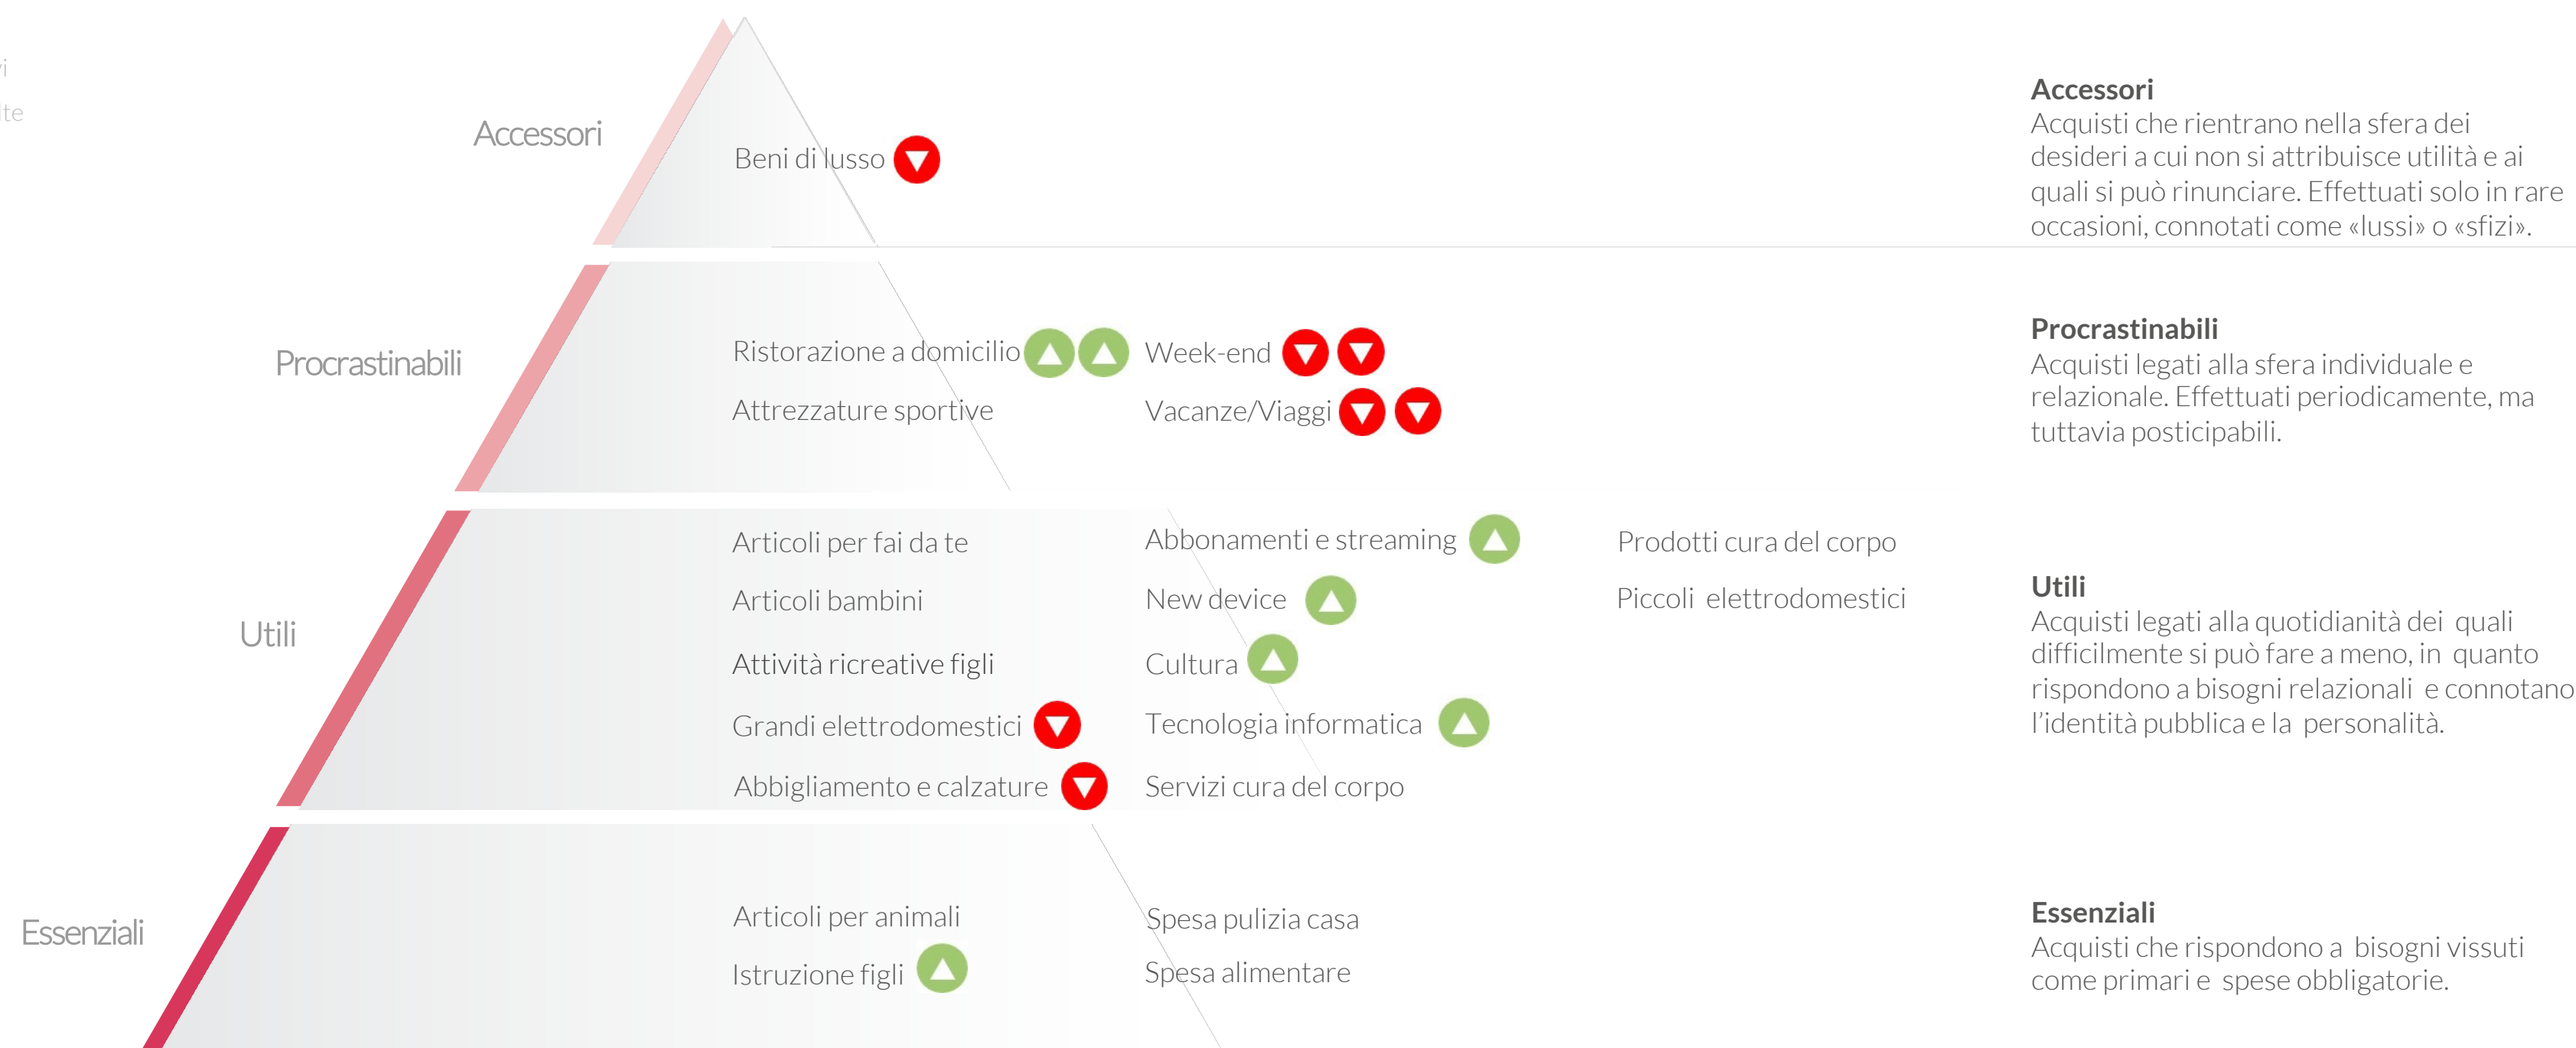 Accessori
Beni di lusso
Procrastinabili
Ristorazione a domicilio
Week-end
Attrezzature sportive
Vacanze/Viaggi
Utili
Articoli per fai da te
Abbonamenti e streaming
Prodotti cura del corpo
Articoli bambini
New device
Piccoli elettrodomestici
Attività ricreative figli
Cultura
Grandi elettrodomestici
Tecnologia informatica
Abbigliamento e calzature
Servizi cura del corpo
Essenziali
Articoli per animali
Spesa pulizia casa
Istruzione figli
Spesa alimentare
Accessori
Acquisti che rientrano nella sfera dei
desideri a cui non si attribuisce utilità e ai
quali si può rinunciare. Effettuati solo in rare
occasioni, connotati come «lussi» o «sfizi».
Procrastinabili
Acquisti legati alla sfera individuale e
relazionale. Effettuati periodicamente, ma
tuttavia posticipabili.
Utili
Acquisti legati alla quotidianità dei quali
difficilmente si può fare a meno, in quanto
rispondono a bisogni relazionali e connotano
l’identità pubblica e la personalità.
Essenziali
Acquisti che rispondono a bisogni vissuti
come primari e spese obbligatorie.